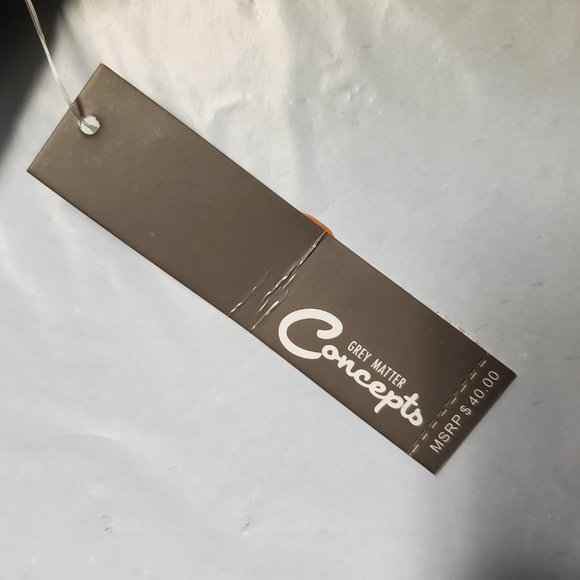 GREY MATTER
Concepts
MSRP $ 40.00